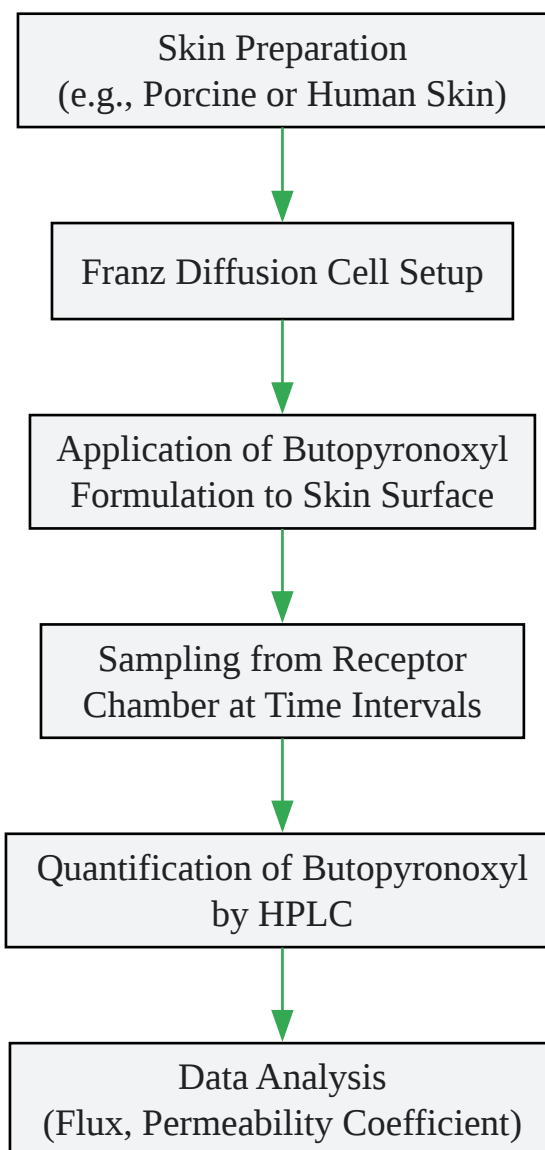 Skin Preparation
(e.g., Porcine or Human Skin)
Franz Diffusion Cell Setup
Application of Butopyronoxyl
Formulation to Skin Surface
Sampling from Receptor
Chamber at Time Intervals
Quantification of Butopyronoxyl
by HPLC
Data Analysis
(Flux, Permeability Coefficient)